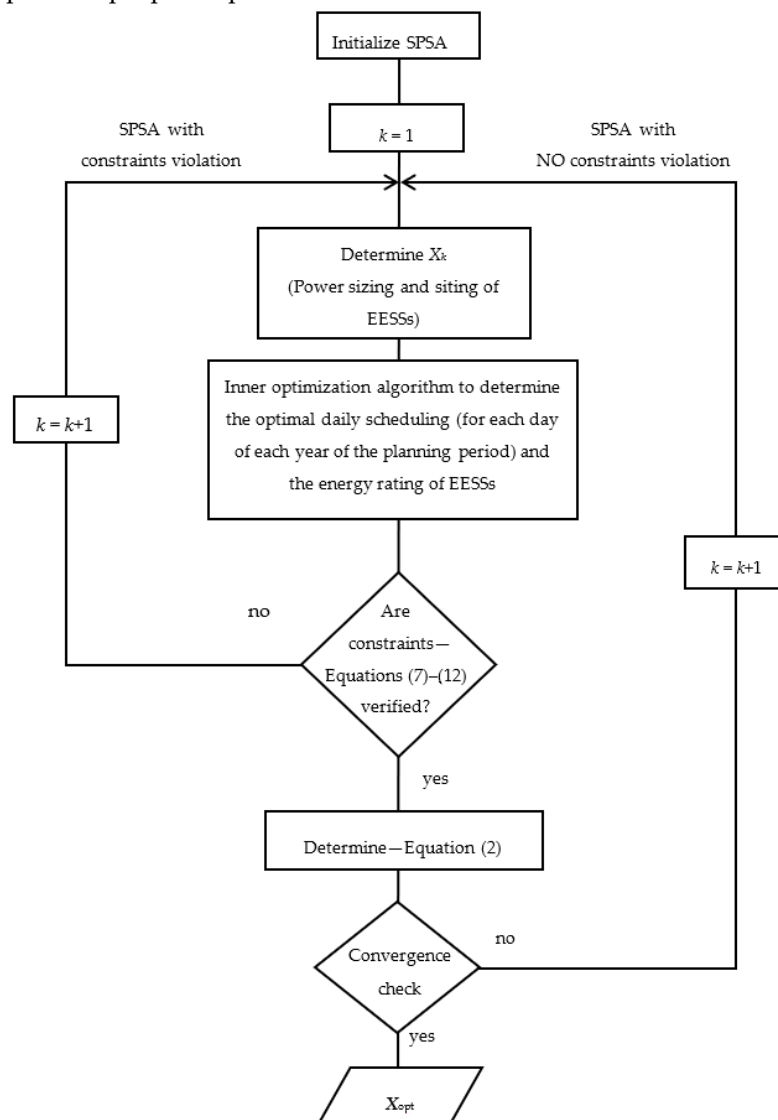 Initialize SPSA
k = 1
SPSA with
constraints violation
SPSA with
NO constraints violation
Determine Xk
(Power sizing and siting of
EESSs)
Inner optimization algorithm to determine
the optimal daily scheduling (for each day
of each year of the planning period) and
the energy rating of EESSs
k = k+1
k = k+1
no
Are
constraints—
Equations (7)–(12)
verified?
yes
Determine—Equation (2)
Convergence
check
no
yes
Xopt